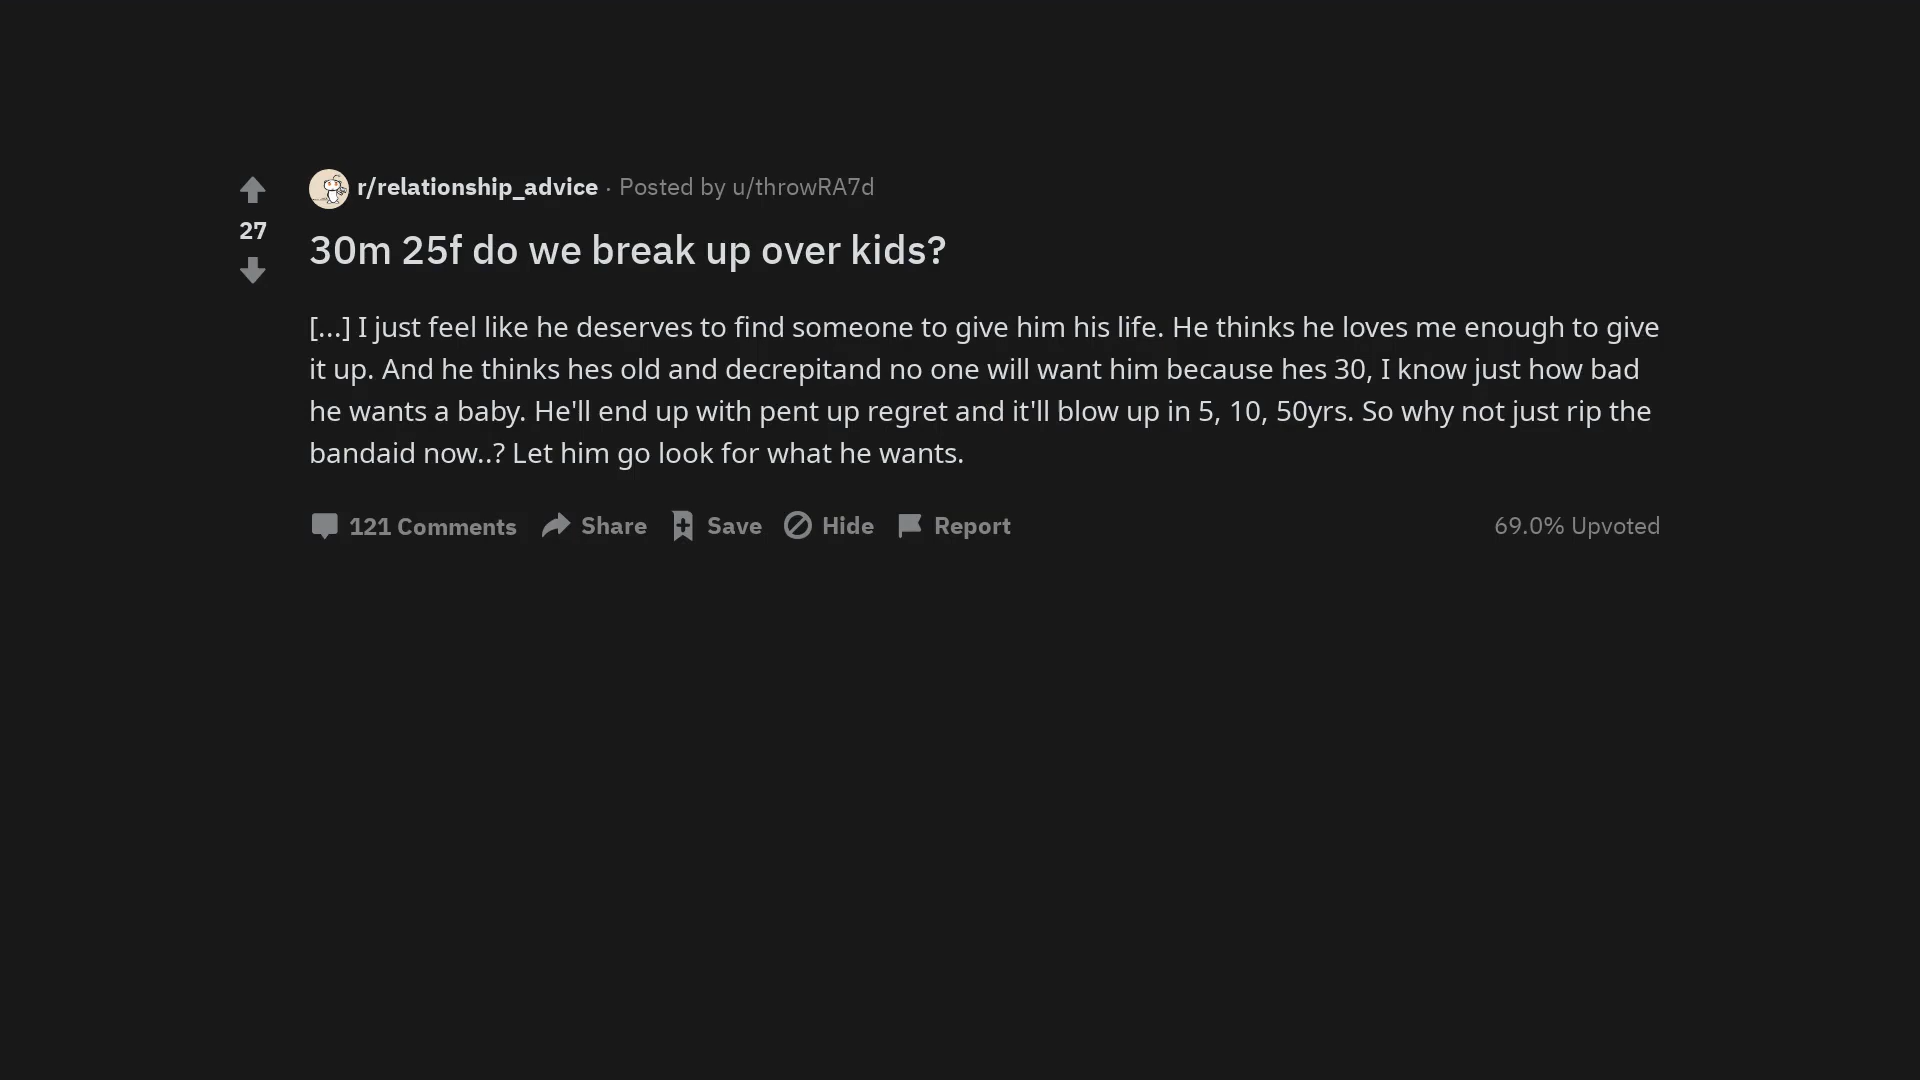 r/relationship_advice · Posted by u/throwRA7d
27
30m 25f do we break up over kids?
[...] I just feel like he deserves to find someone to give him his life. He thinks he loves me enough to give
it up. And he thinks hes old and decrepitand no one will want him because hes 30, I know just how bad
he wants a baby. He'll end up with pent up regret and it'll blow up in 5, 10, 50yrs. So why not just rip the
bandaid now..? Let him go look for what he wants.
121 Comments Share Save Hide Report 69.0% Upvoted